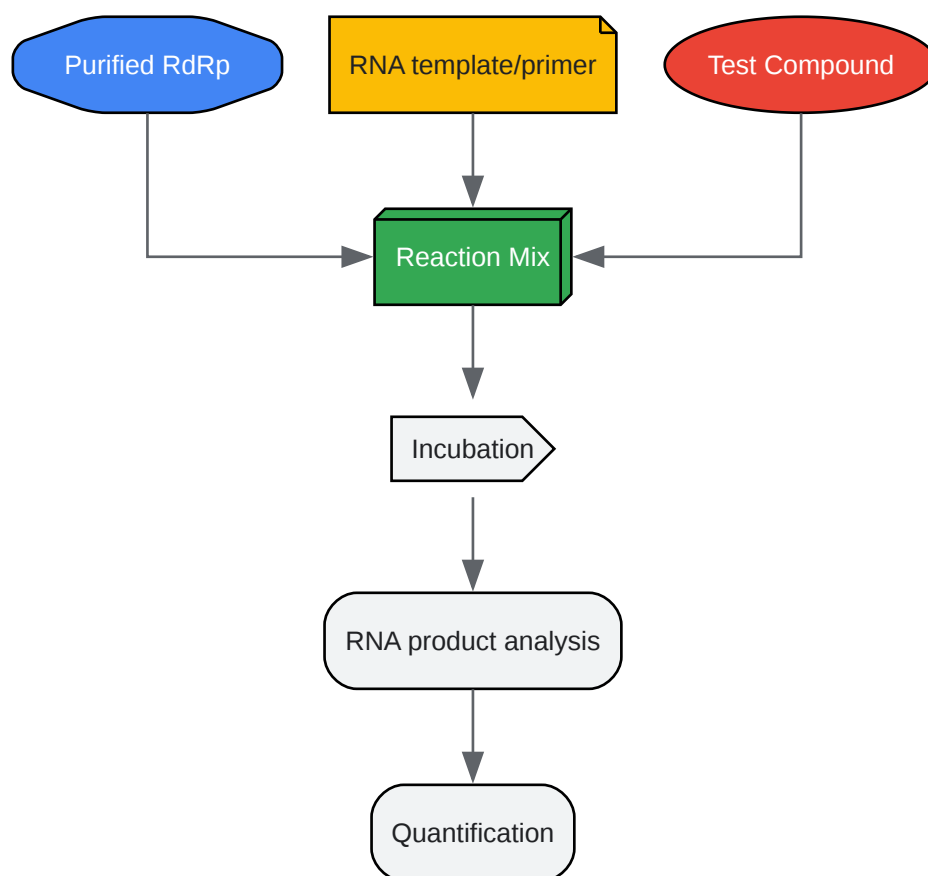 Purified RdRp
RNA template/primer
Test Compound
Reaction Mix
Incubation
RNA product analysis
Quantification